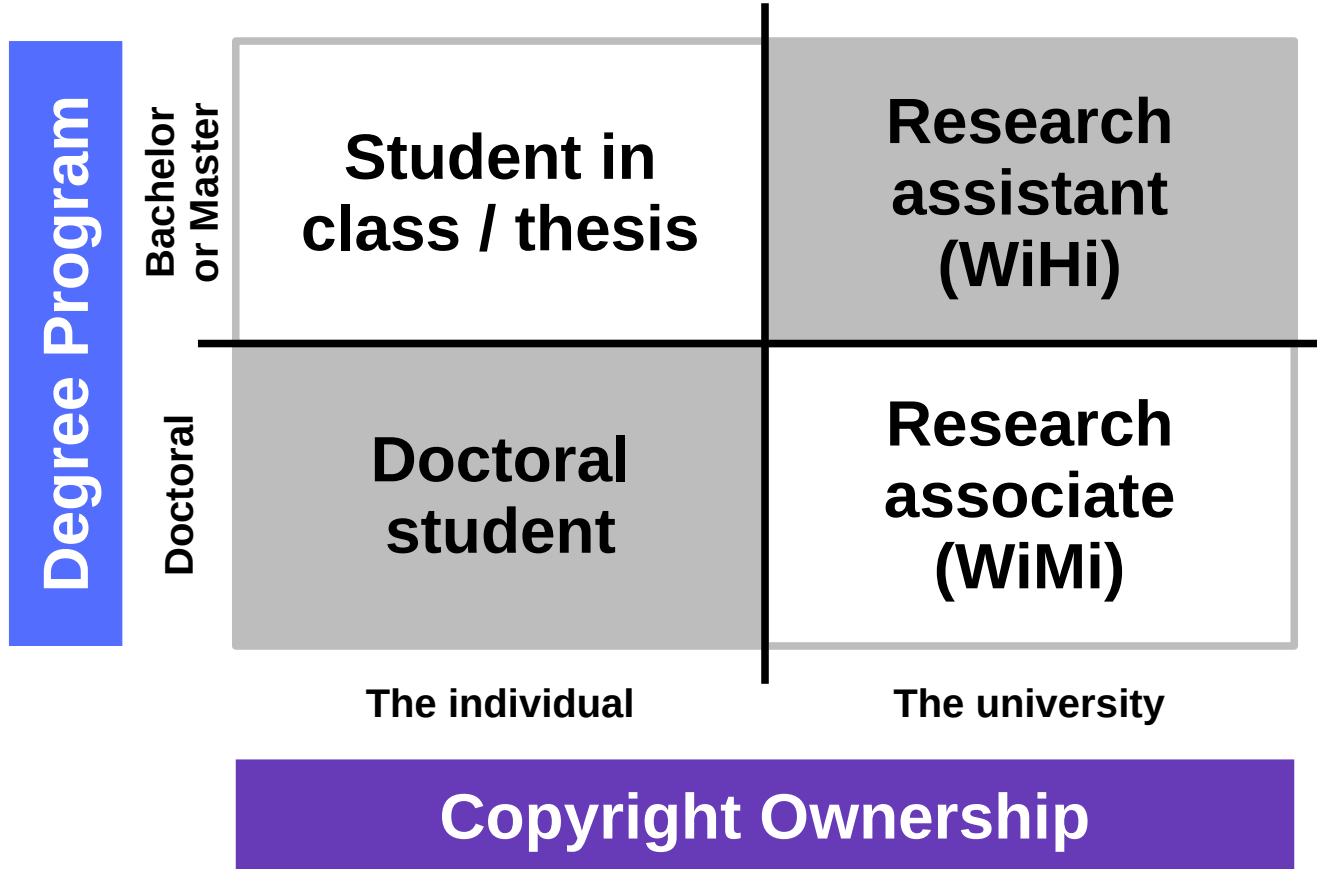 Degree Program
Bachelor
or Master
Student in
class / thesis
Research
assistant
(WiHi)
Doctoral
Doctoral
student
Research
associate
(WiMi)
The individual
The university
Copyright Ownership